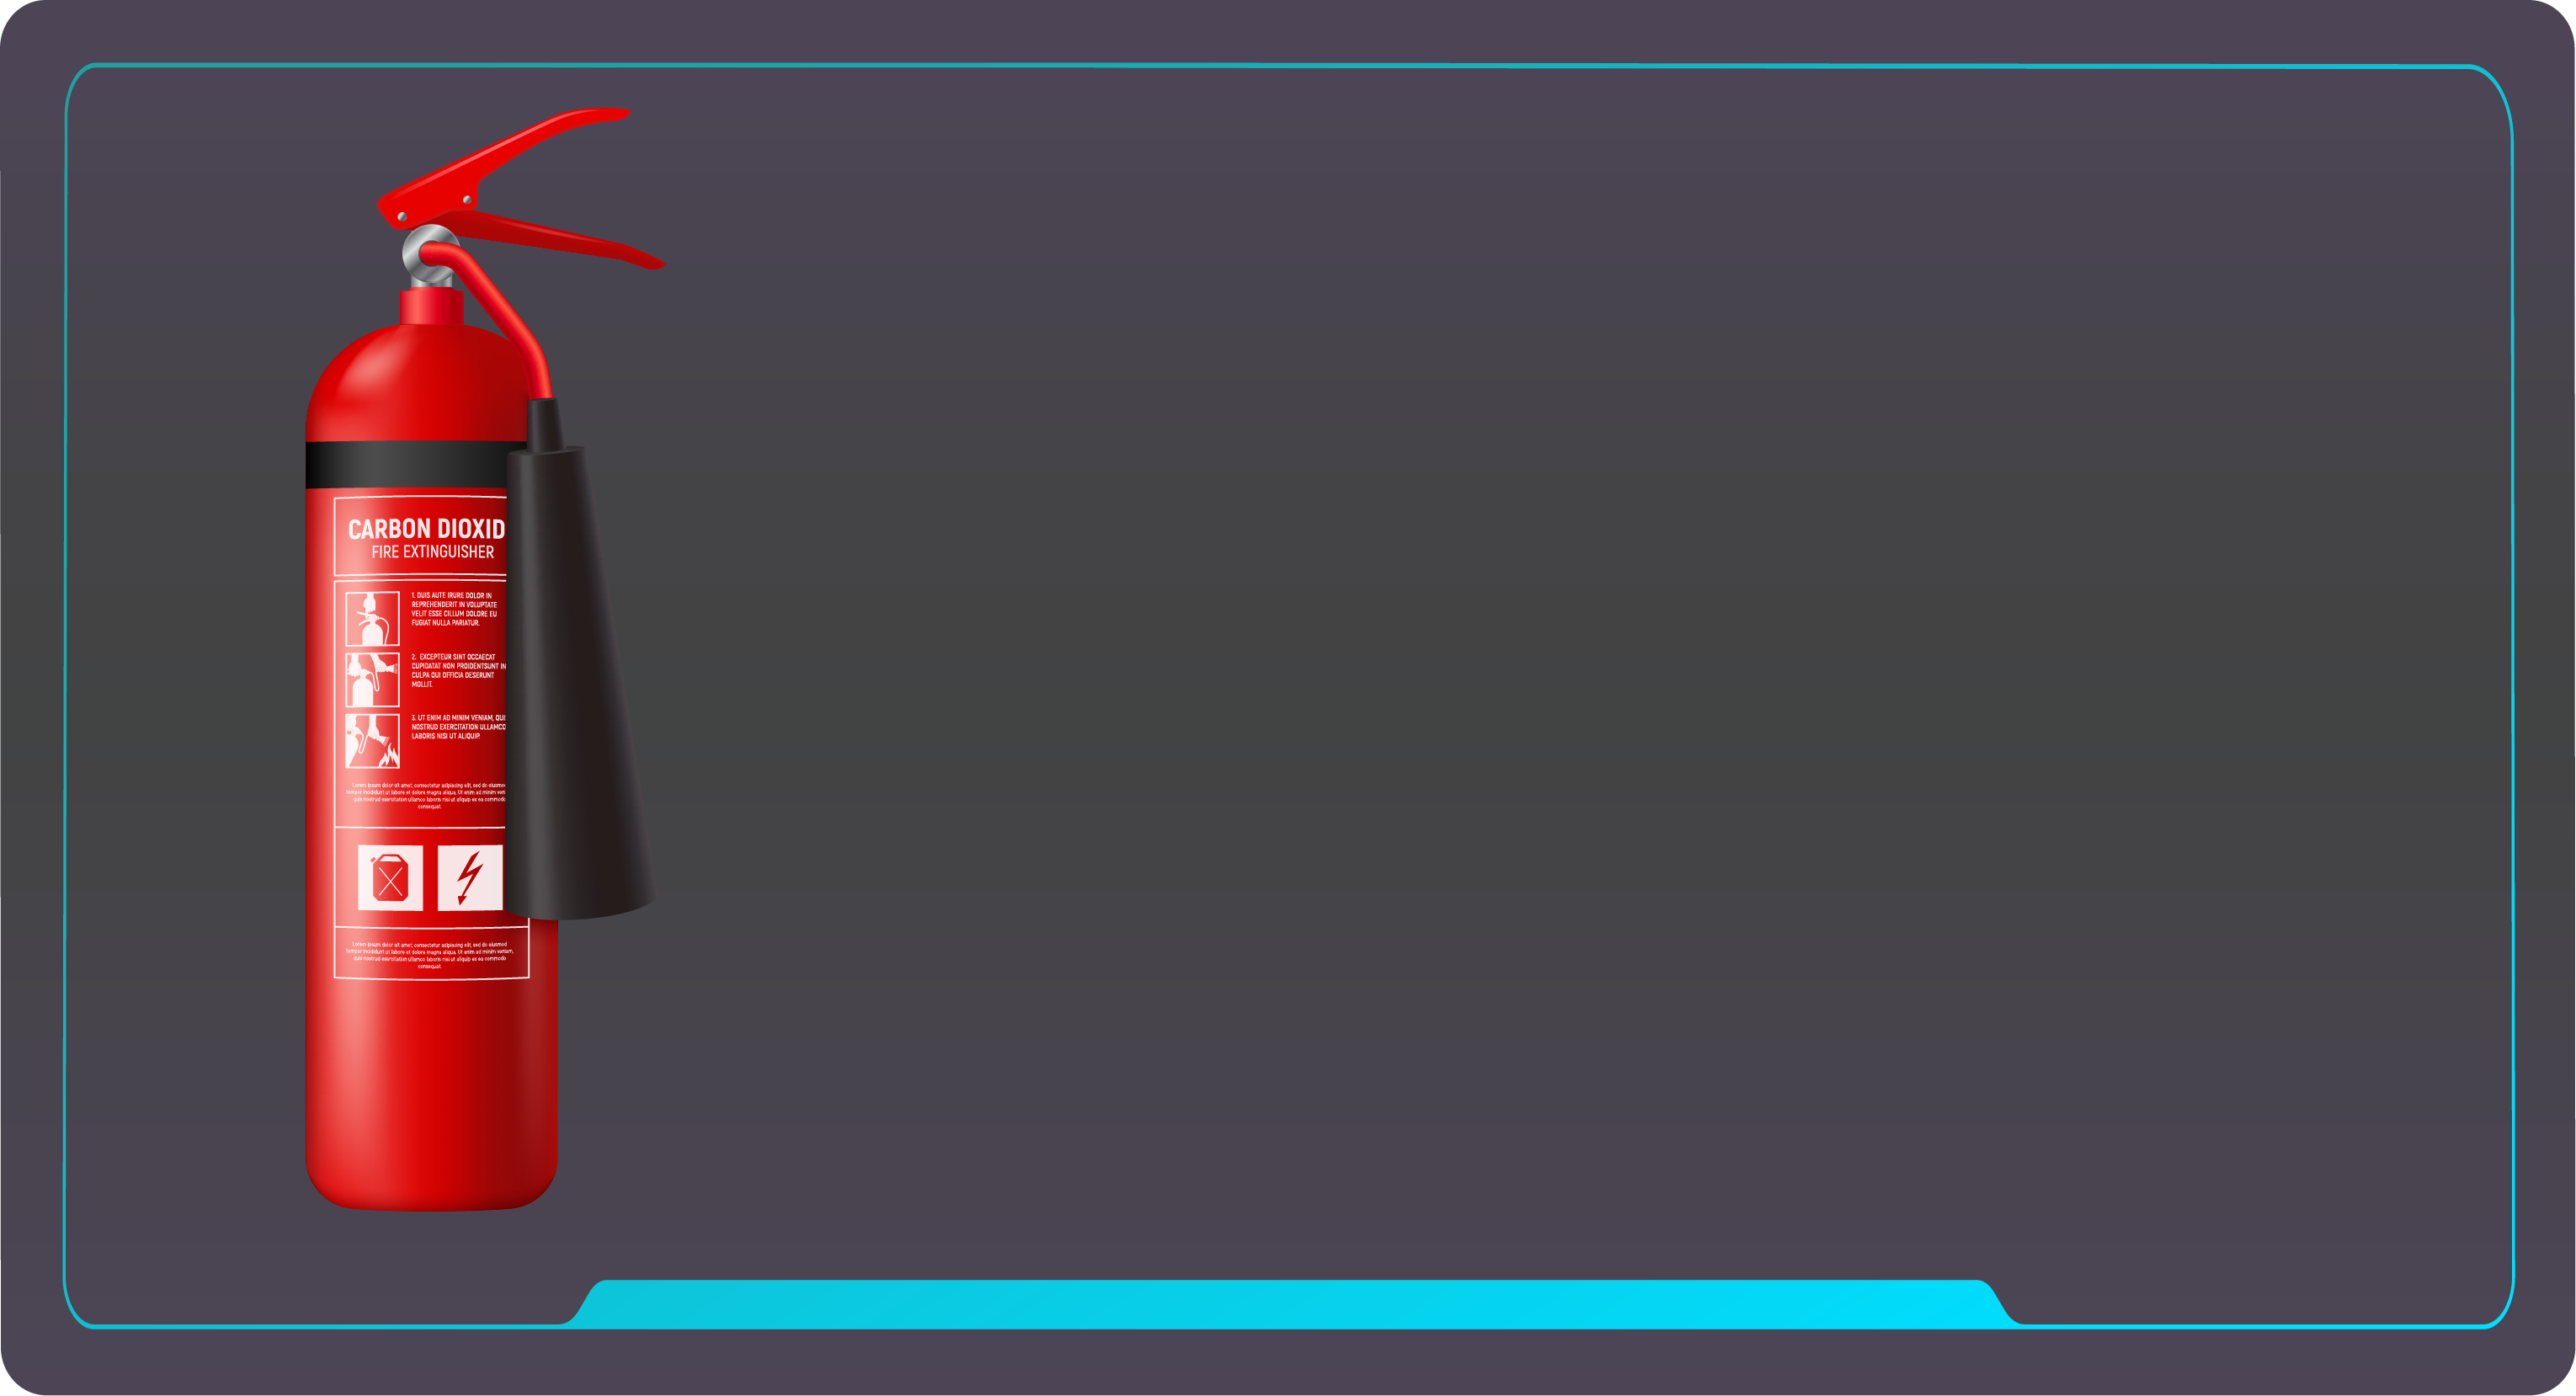 CARBON DIOXID
FIRE EXTINGUISHER
1. DUIS AUTE IRURE DOLOR IN
REPREHENDERIT IN VOLUPTATE
VELIT ESSE CILLUM DOLORE EU
FUGIAT NULLA PARIATUR.
2. EXCEPTEUR SINT OCCAECAT
CUPIDATAT NON PROIDENTSUNT IN
CULPA QUI OFFICIA DESERUNT
MOLLIT.
3. UT ENIM AD MINIM VENIAM, QUI
NOSTRUD EXERCITATION ULLAMCO
LABORIS NISI UT ALIQUIP.
Lorem ipsum dolor sit amet, consectetur adipiscing elit, sed do eiusmo
tempor incididunt ut labore et dolore magna aliqua. Ut enim ad minim veni
quis nostrud exercitation ullamco laboris nisi ut aliquip ex ea commodo
consequat.
Lorem ipsum dolor sit amet, consectetur adipiscing elit, sed do eiusmod
tempor incididunt ut labore et dolore magna aliqua. Ut enim ad minim veniam,
quis nostrud exercitation ullamco laboris nisi ut aliquip ex ea commodo
consequat.